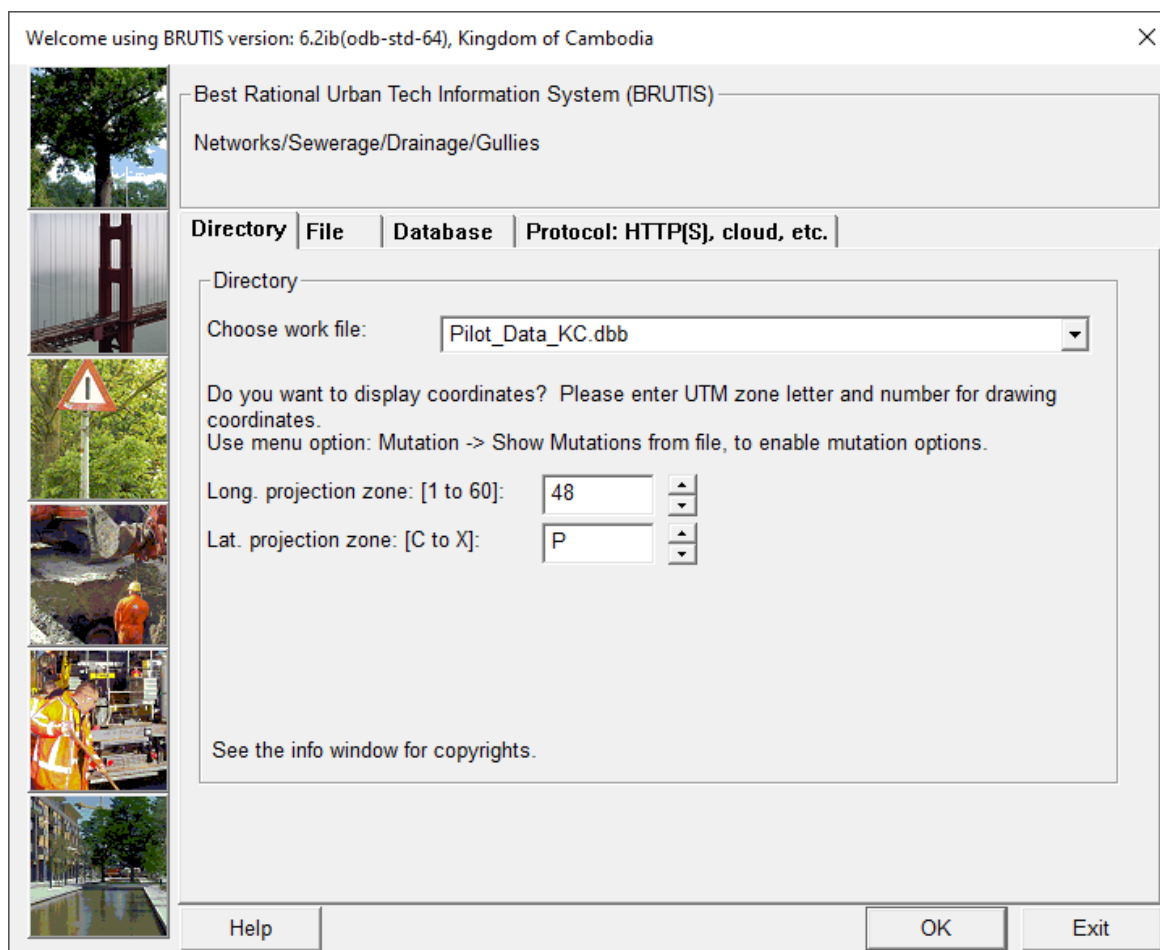 Welcome using BRUTIS version: 6.2ib(odb-std-64), Kingdom of Cambodia
Best Rational Urban Tech Information System (BRUTIS)
Networks/Sewerage/Drainage/Gullies
Directory
File
Database
Protocol: HTTP(S), cloud, etc.
Directory
Choose work file:
Pilot_Data_KC.dbb
Do you want to display coordinates?  Please enter UTM zone letter and number for drawing
coordinates.
Use menu option: Mutation -> Show Mutations from file, to enable mutation options.
Long. projection zone: [1 to 60]:
48
Lat. projection zone: [C to X]:
P
See the info window for copyrights.
Help
OK
Exit